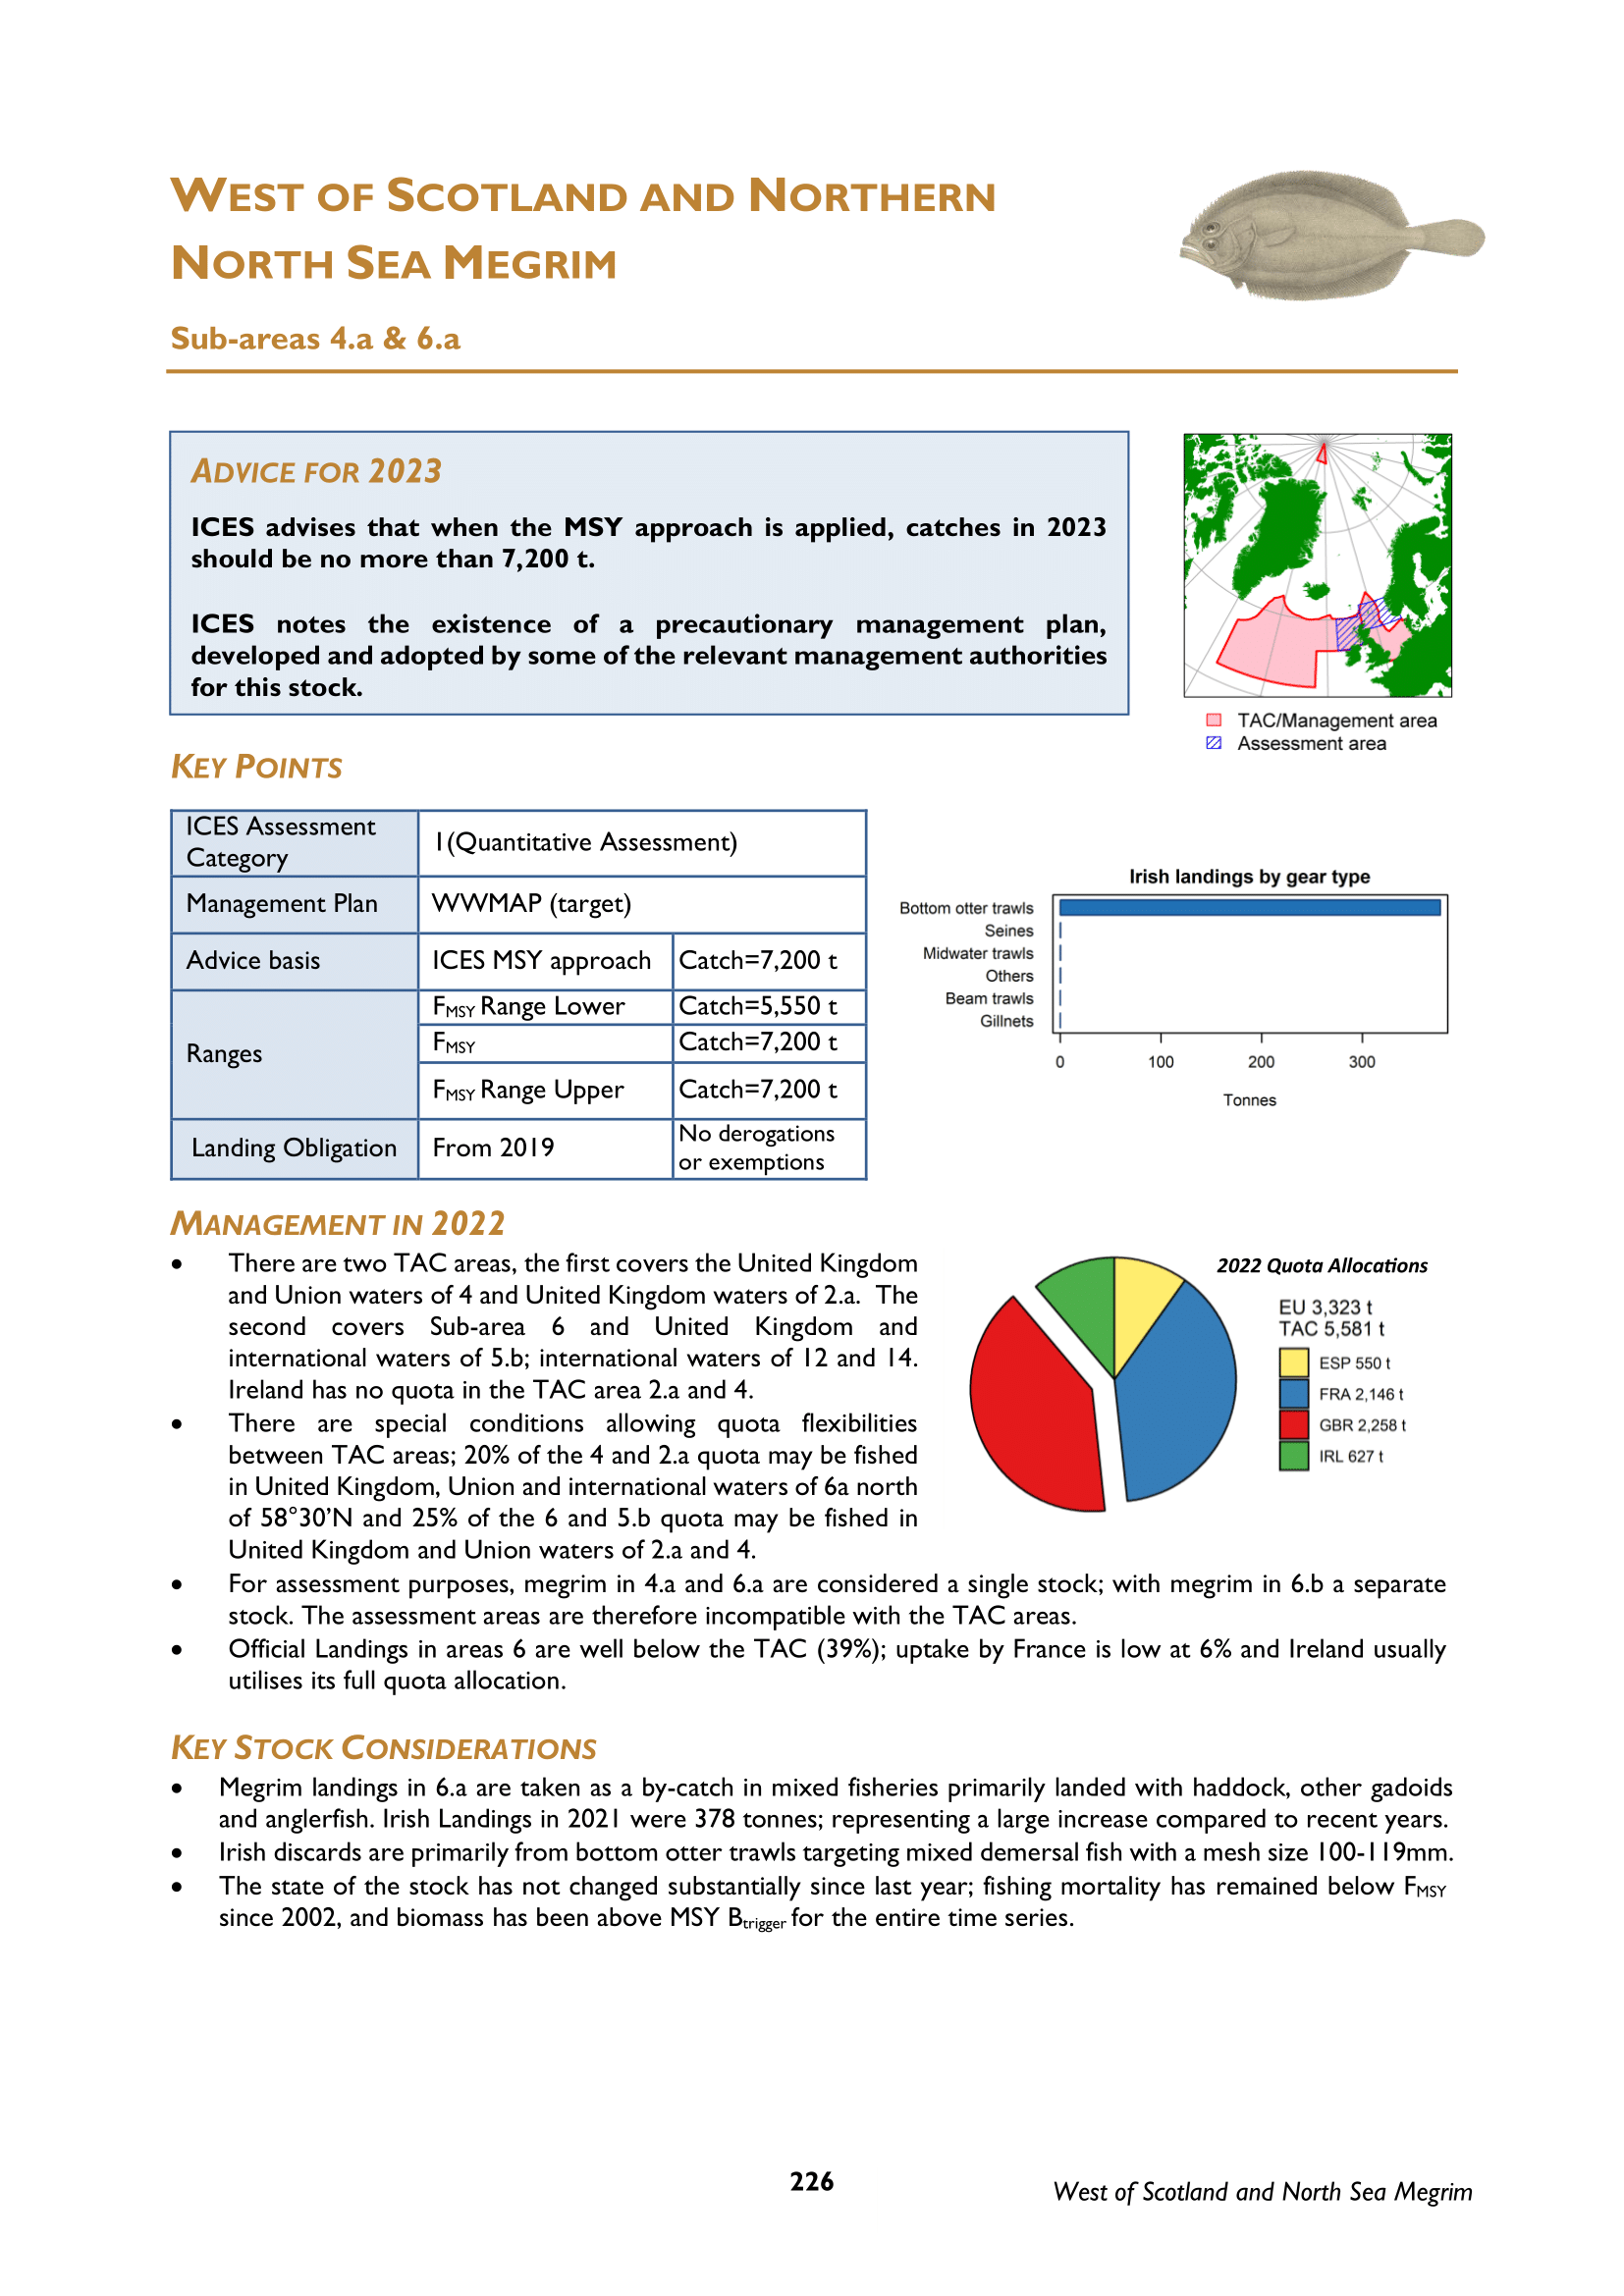 WEST OF SCOTLAND AND NORTHERN
NORTH SEA MEGRIM
Sub-areas 4.a & 6.a
ADVICE FOR 2023
ICES advises that when the MSY approach is applied, catches in 2023
should be no more than 7,200 t.
ICES notes the existence of a precautionary management plan,
developed and adopted by some of the relevant management authorities
for this stock.
TAC/Management area
Assessment area
KEY POINTS
ICES Assessment
Category
1(Quantitative Assessment)
Management Plan
WWMAP (target)
Advice basis
ICES MSY approach
Catch=7,200 t
Ranges
FMSY Range Lower
Catch=5,550 t
FMSY
Catch=7,200 t
FMSY Range Upper
Catch=7,200 t
Landing Obligation
From 2019
No derogations
or exemptions
Irish landings by gear type
Bottom otter trawls
Seines
Midwater trawls
Others
Beam trawls
Gillnets
0 100 200 300
Tonnes
MANAGEMENT IN 2022
• There are two TAC areas, the first covers the United Kingdom
and Union waters of 4 and United Kingdom waters of 2.a. The
second covers Sub-area 6 and United Kingdom and
international waters of 5.b; international waters of 12 and 14.
Ireland has no quota in the TAC area 2.a and 4.
• There are special conditions allowing quota flexibilities
between TAC areas; 20% of the 4 and 2.a quota may be fished
in United Kingdom, Union and international waters of 6a north
of 58°30'N and 25% of the 6 and 5.b quota may be fished in
United Kingdom and Union waters of 2.a and 4.
2022 Quota Allocations
EU 3,323 t
TAC 5,581 t
ESP 550 t
FRA 2,146 t
GBR 2,258 t
IRL 627 t
• For assessment purposes, megrim in 4.a and 6.a are considered a single stock; with megrim in 6.b a separate
stock. The assessment areas are therefore incompatible with the TAC areas.
• Official Landings in areas 6 are well below the TAC (39%); uptake by France is low at 6% and Ireland usually
utilises its full quota allocation.
KEY STOCK CONSIDERATIONS
• Megrim landings in 6.a are taken as a by-catch in mixed fisheries primarily landed with haddock, other gadoids
and anglerfish. Irish Landings in 2021 were 378 tonnes; representing a large increase compared to recent years.
• Irish discards are primarily from bottom otter trawls targeting mixed demersal fish with a mesh size 100-119mm.
• The state of the stock has not changed substantially since last year; fishing mortality has remained below FMSY
since 2002, and biomass has been above MSY Btrigger for the entire time series.
226
West of Scotland and North Sea Megrim